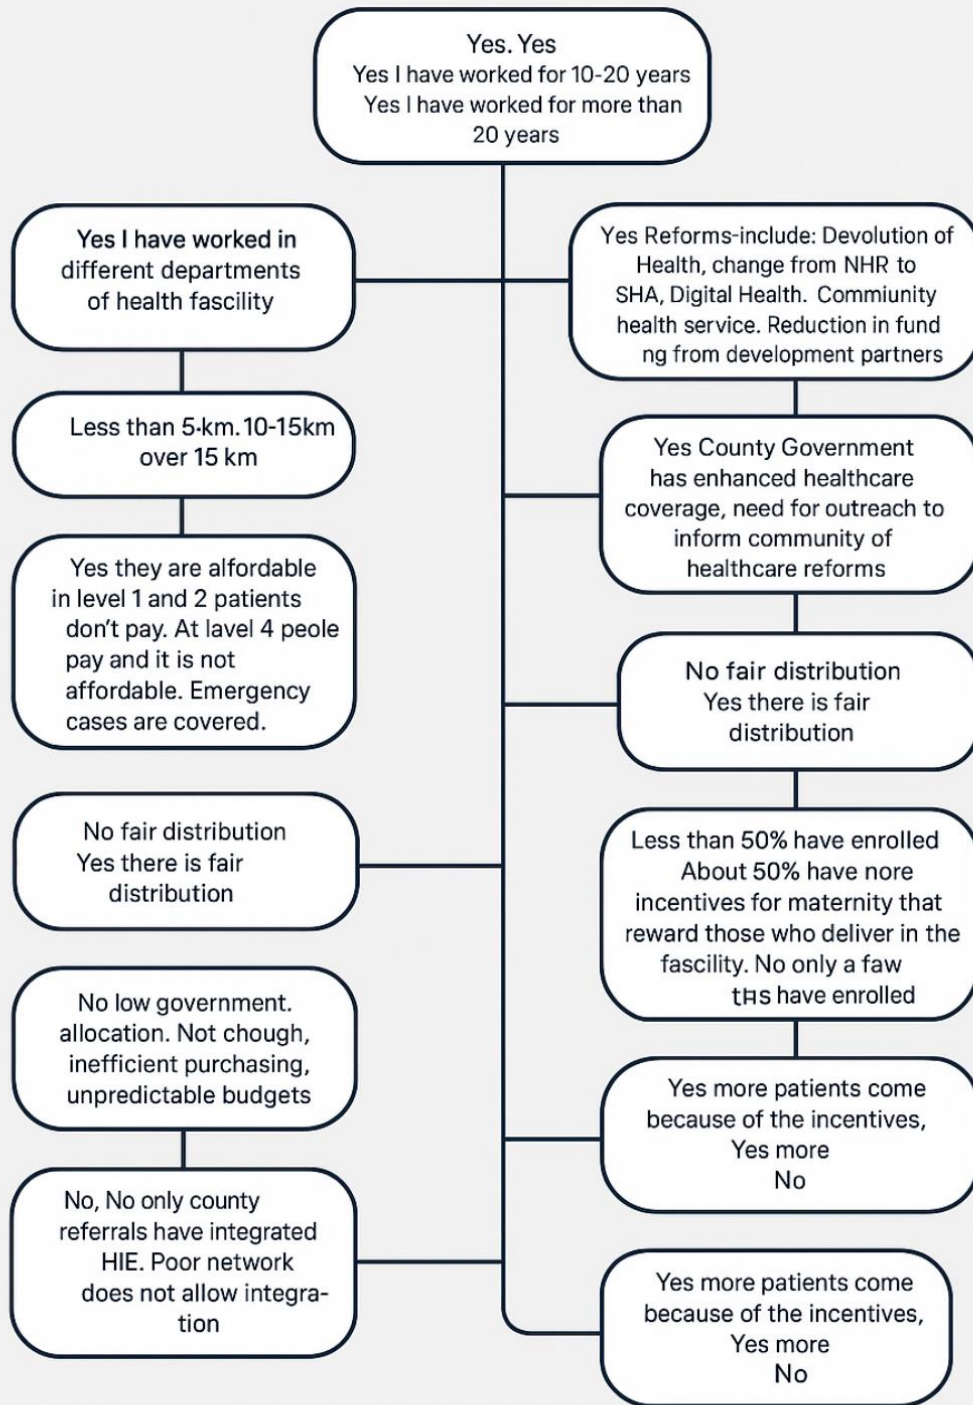 Yes. Yes
Yes I have worked for 10-20 years
Yes I have worked for more than
20 years
Yes I have worked in
different departments
of health fascility
Less than 5·km. 10-15km
over 15 km
Yes they are alfordable
in level 1 and 2 patients
don't pay. At lavel 4 peole
pay and it is not
affordable. Emergency
cases are covered.
No fair distribution
Yes there is fair
distribution
No low government.
allocation. Not chough,
inefficient purchasing,
unpredictable budgets
No, No only county
referrals have integrated
HIE. Poor network
does not allow integra-
tion
Yes Reforms-include: Devolution of
Health, change from NHR to
SHA, Digital Health. Commiunity
health service. Reduction in fund
ng from development partners
Yes County Government
has enhanced healthcare
coverage, need for outreach to
inform community of
healthcare reforms
No fair distribution
Yes there is fair
distribution
Less than 50% have enrolled
About 50% have nore
incentives for maternity that
reward those who deliver in the
fascility. No only a faw
have enrolled
Yes more patients come
because of the incentives,
Yes more
No
Yes more patients come
because of the incentives,
Yes more
No